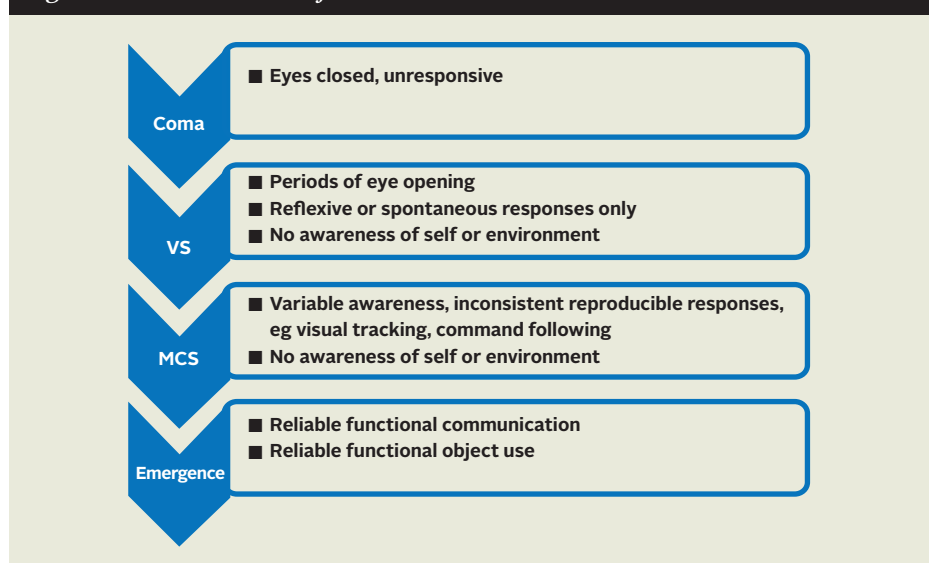 Coma
■ Eyes closed, unresponsive
VS
■ Periods of eye opening
■ Reflexive or spontaneous responses only
■ No awareness of self or environment
MCS
■ Variable awareness, inconsistent reproducible responses,
eg visual tracking, command following
■ No awareness of self or environment
Emergence
■ Reliable functional communication
■ Reliable functional object use